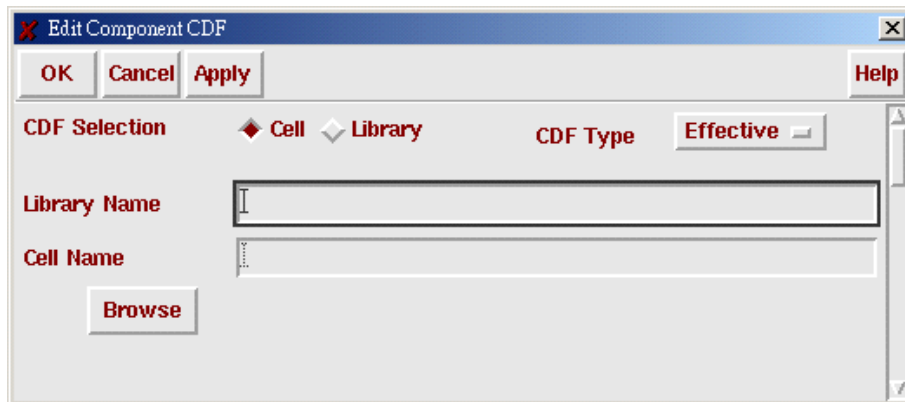 Edit Component CDF
OK Cancel Apply Help
CDF Selection Cell Library CDF Type Effective
Library Name
Cell Name
Browse